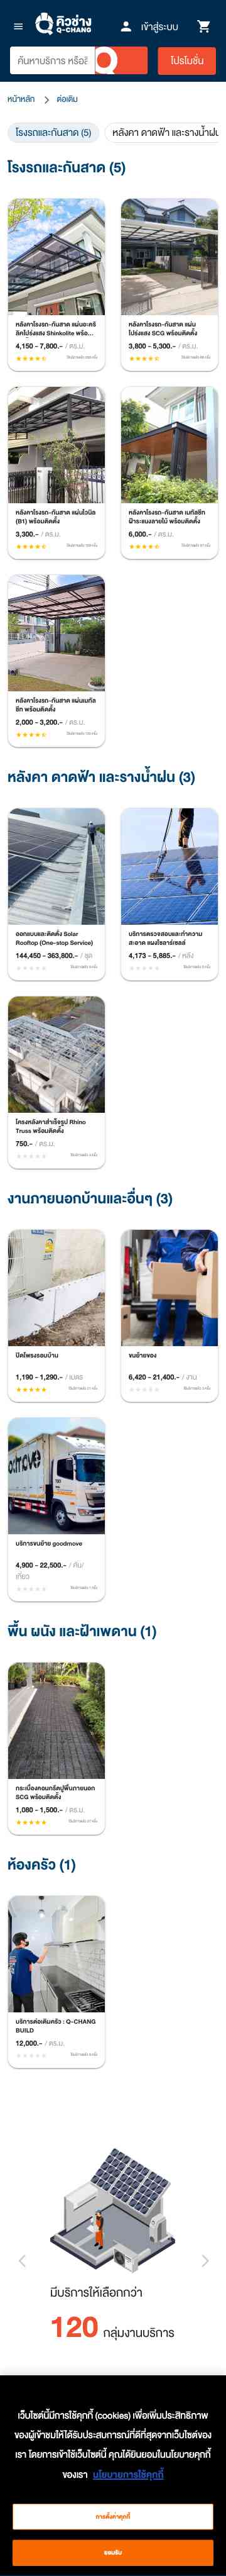 คิวช่าง
Q-CHANG
เข้าสู่ระบบ
ค้นหาบริการ หรือสิ
โปรโมชั่น
หน้าหลัก > ต่อเติม
โรงรถและกันสาด (5)
หลังคา ดาดฟ้า และรางน้ำฝน
โรงรถและกันสาด (5)
หลังคาโรงรถ-กันสาด แผ่นอะคริ
ลิคโปร่งแสง Shinkolite พร้อ...
4,150 - 7,800.- / ตร.ม.
หลังคาโรงรถ-กันสาด แผ่น
โปร่งแสง SCG พร้อมติดตั้ง
3,800 - 5,300.- / ตร.ม.
หลังคาโรงรถ-กันสาด แผ่นไวนิล
(B1) พร้อมติดตั้ง
3,300.- / ตร.ม.
หลังคาโรงรถ-กันสาด เมทัลชีท
ฝ้าระแนงลายไม้ พร้อมติดตั้ง
6,000.- / ตร.ม.
หลังคาโรงรถ-กันสาด แผ่นเมทัล
ชีท พร้อมติดตั้ง
2,000 - 3,200.- / ตร.ม.
หลังคา ดาดฟ้า และรางน้ำฝน (3)
ออกแบบและติดตั้ง Solar
Rooftop (One-stop Service)
144,450 - 363,800.- / ชุด
บริการตรวจสอบและทำความ
สะอาด แผงโซลาร์เซลล์
4,173 - 5,885.- / หลัง
โครงหลังคาสำเร็จรูป Rhino
Truss พร้อมติดตั้ง
750.- / ตร.ม.
งานภายนอกบ้านและอื่นๆ (3)
ปิดโพรงรอบบ้าน
1,190 - 1,290.- / เมตร
ขนย้ายของ
6,420 - 21,400.- / งาน
บริการขนย้าย goodmove
4,900 - 22,500.- / คัน/
เที่ยว
พื้น ผนัง และฝ้าเพดาน (1)
กระเบื้องคอนกรีตปูพื้นภายนอก
SCG พร้อมติดตั้ง
1,080 - 1,500.- / ตร.ม.
ห้องครัว (1)
บริการต่อเติมครัว : Q-CHANG
BUILD
12,000.- / ตร.ม.
มีบริการให้เลือกกว่า
120 กลุ่มงานบริการ
เว็บไซต์นี้มีการใช้คุกกี้ (cookies) เพื่อเพิ่มประสิทธิภาพ
ของผู้เข้าชมให้ได้รับประสบการณ์ที่ดีที่สุดจากเว็บไซต์ของ
เรา โดยการเข้าใช้เว็บไซต์นี้ คุณได้ยินยอมในนโยบายคุกกี้
ของเรา นโยบายการใช้คุกกี้
การตั้งค่าคุกกี้
ยอมรับ